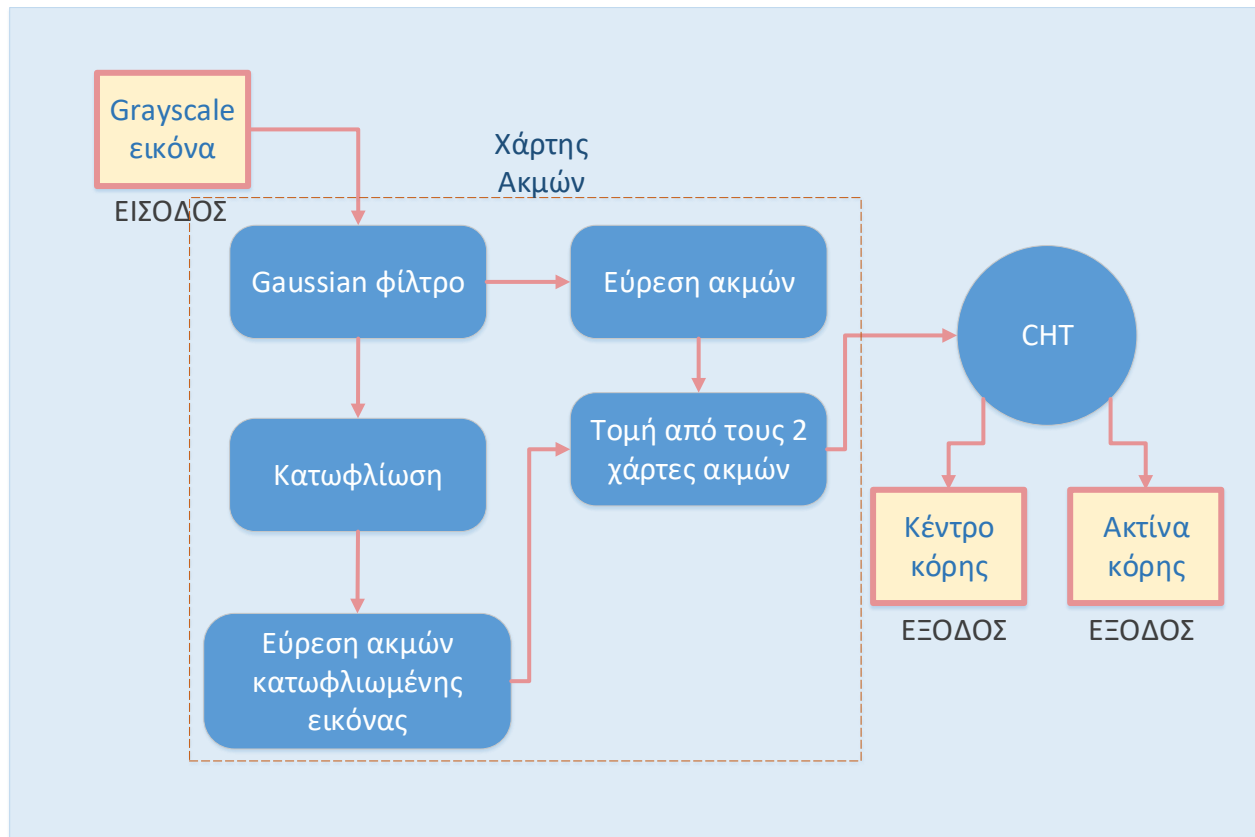 Grayscale
εικόνα
ΕΙΣΟΔΟΣ
Χάρτης
Ακμών
Gaussian φίλτρο
Εύρεση ακμών
Κατωφλίωση
Τομή από τους 2
χάρτες ακμών
Εύρεση ακμών
κατωφλιωμένης
εικόνας
CHT
Κέντρο
κόρης
ΕΞΟΔΟΣ
Ακτίνα
κόρης
ΕΞΟΔΟΣ